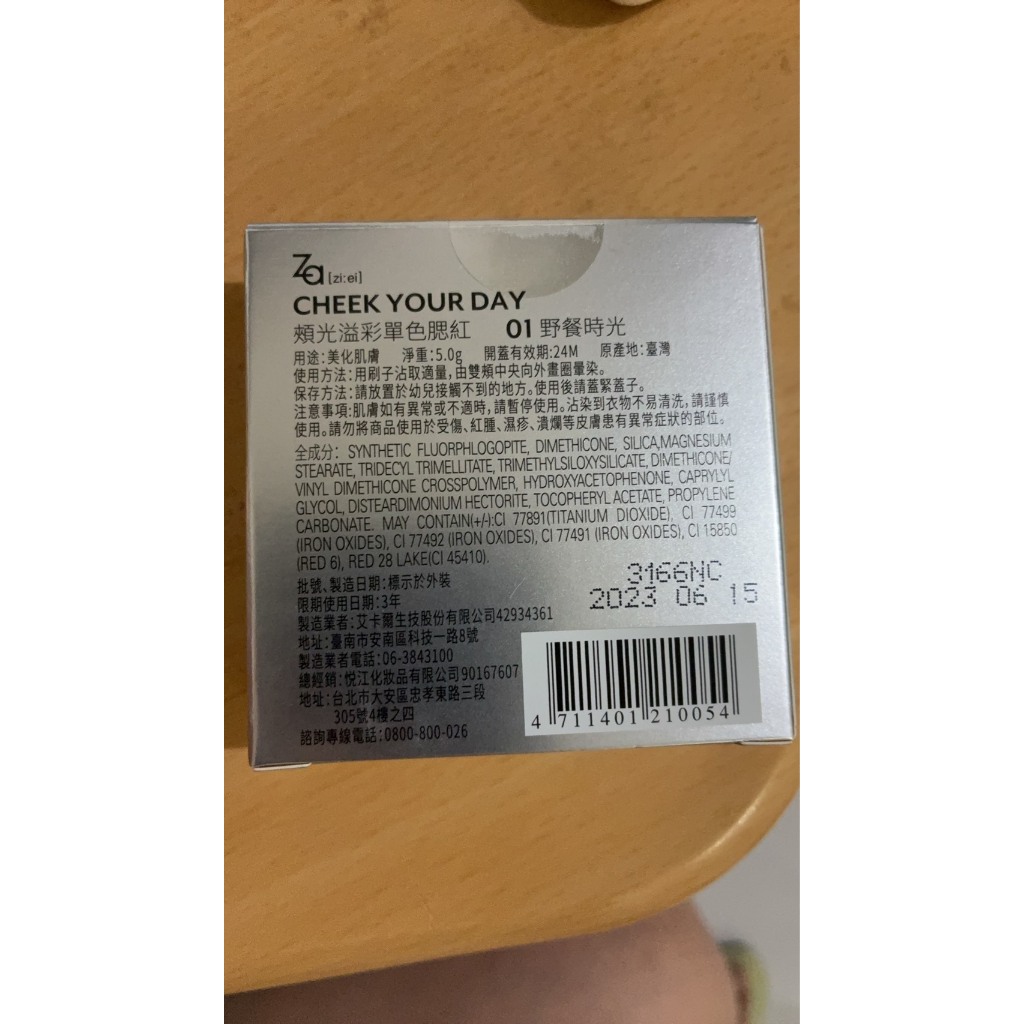 Za [zi:ei]
CHEEK YOUR DAY
頰光溢彩單色腮紅 01 野餐時光
用途:美化肌膚 淨重:5.0g 開蓋有效期:24M 原產地:臺灣
使用方法:用刷子沾取適量,由雙頰中央向外畫圈暈染。
保存方法:請放置於幼兒接觸不到的地方。使用後請蓋緊蓋子。
注意事項:肌膚如有異常或不適時,請暫停使用。沾染到衣物不易清洗,請謹慎
使用。請勿將商品使用於受傷、紅腫、濕疹、潰爛等皮膚患有異常症狀的部位。
全成分: SYNTHETIC FLUORPHLOGOPITE, DIMETHICONE, SILICA,MAGNESIUM
STEARATE, TRIDECYL TRIMELLITATE, TRIMETHYLSILOXYSILICATE, DIMETHICONE/
VINYL DIMETHICONE CROSSPOLYMER, HYDROXYACETOPHENONE, CAPRYLYL
GLYCOL, DISTEARDIMONIUM HECTORITE, TOCOPHERYL ACETATE, PROPYLENE
CARBONATE. MAY CONTAIN(+/-):CI 77891(TITANIUM DIOXIDE), CI 77499
(IRON OXIDES), CI 77492 (IRON OXIDES), CI 77491 (IRON OXIDES), CI 15850
(RED 6), RED 28 LAKE(CI 45410).
批號、製造日期:標示於外裝
限期使用日期:3年
製造業者:艾卡爾生技股份有限公司42934361
地址:臺南市安南區科技一路8號
製造業者電話:06-3843100
總經銷:悦江化妝品有限公司90167607
地址:台北市大安區忠孝東路三段
305號4樓之四
諮詢專線電話:0800-800-026
3166NC
2023 06 15
4 711401 210054